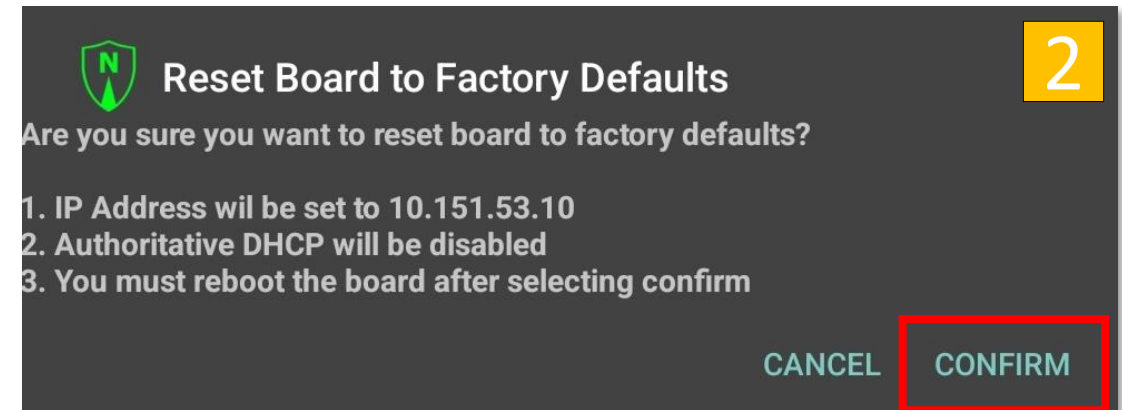 N
Reset Board to Factory Defaults
2
Are you sure you want to reset board to factory defaults?
1. IP Address wil be set to 10.151.53.10
2. Authoritative DHCP will be disabled
3. You must reboot the board after selecting confirm
CANCEL CONFIRM